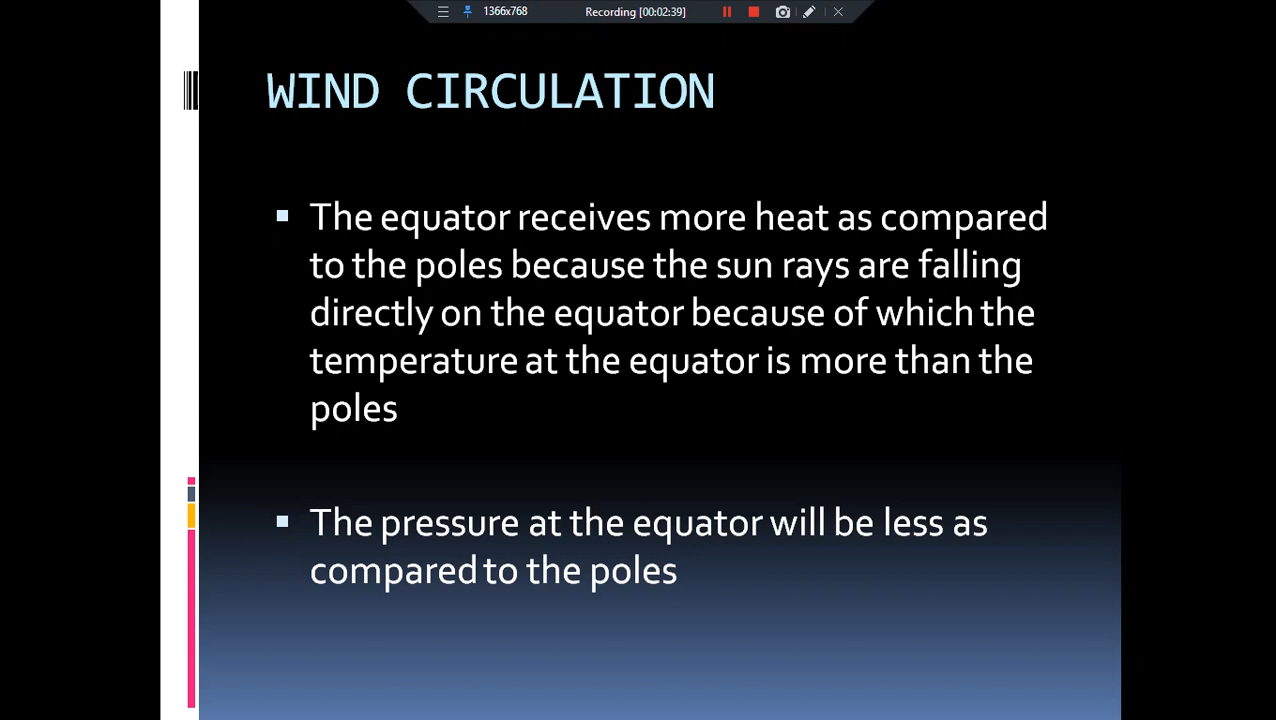 1366x768 Recording [00:02:39]
WIND CIRCULATION
The equator receives more heat as compared
to the poles because the sun rays are falling
directly on the equator because of which the
temperature at the equator is more than the
poles
The pressure at the equator will be less as
compared to the poles